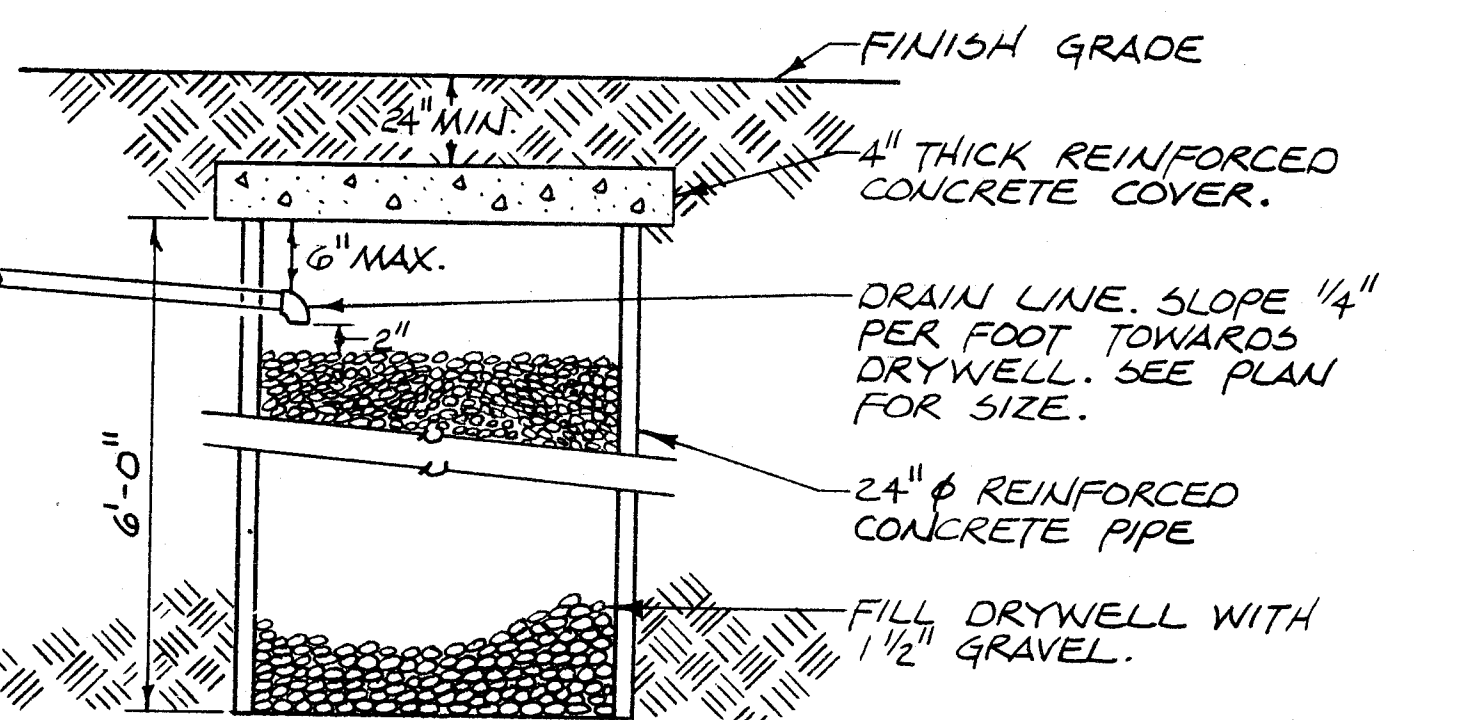 FINISH GRADE
24" MIN.
4" THICK REINFORCED
CONCRETE COVER.
6" MAX.
DRAIN LINE. SLOPE 1/4"
PER FOOT TOWARDS
DRYWELL. SEE PLAN
FOR SIZE.
2"
6'-0"
24" φ REINFORCED
CONCRETE PIPE
FILL DRYWELL WITH
1 1/2" GRAVEL.